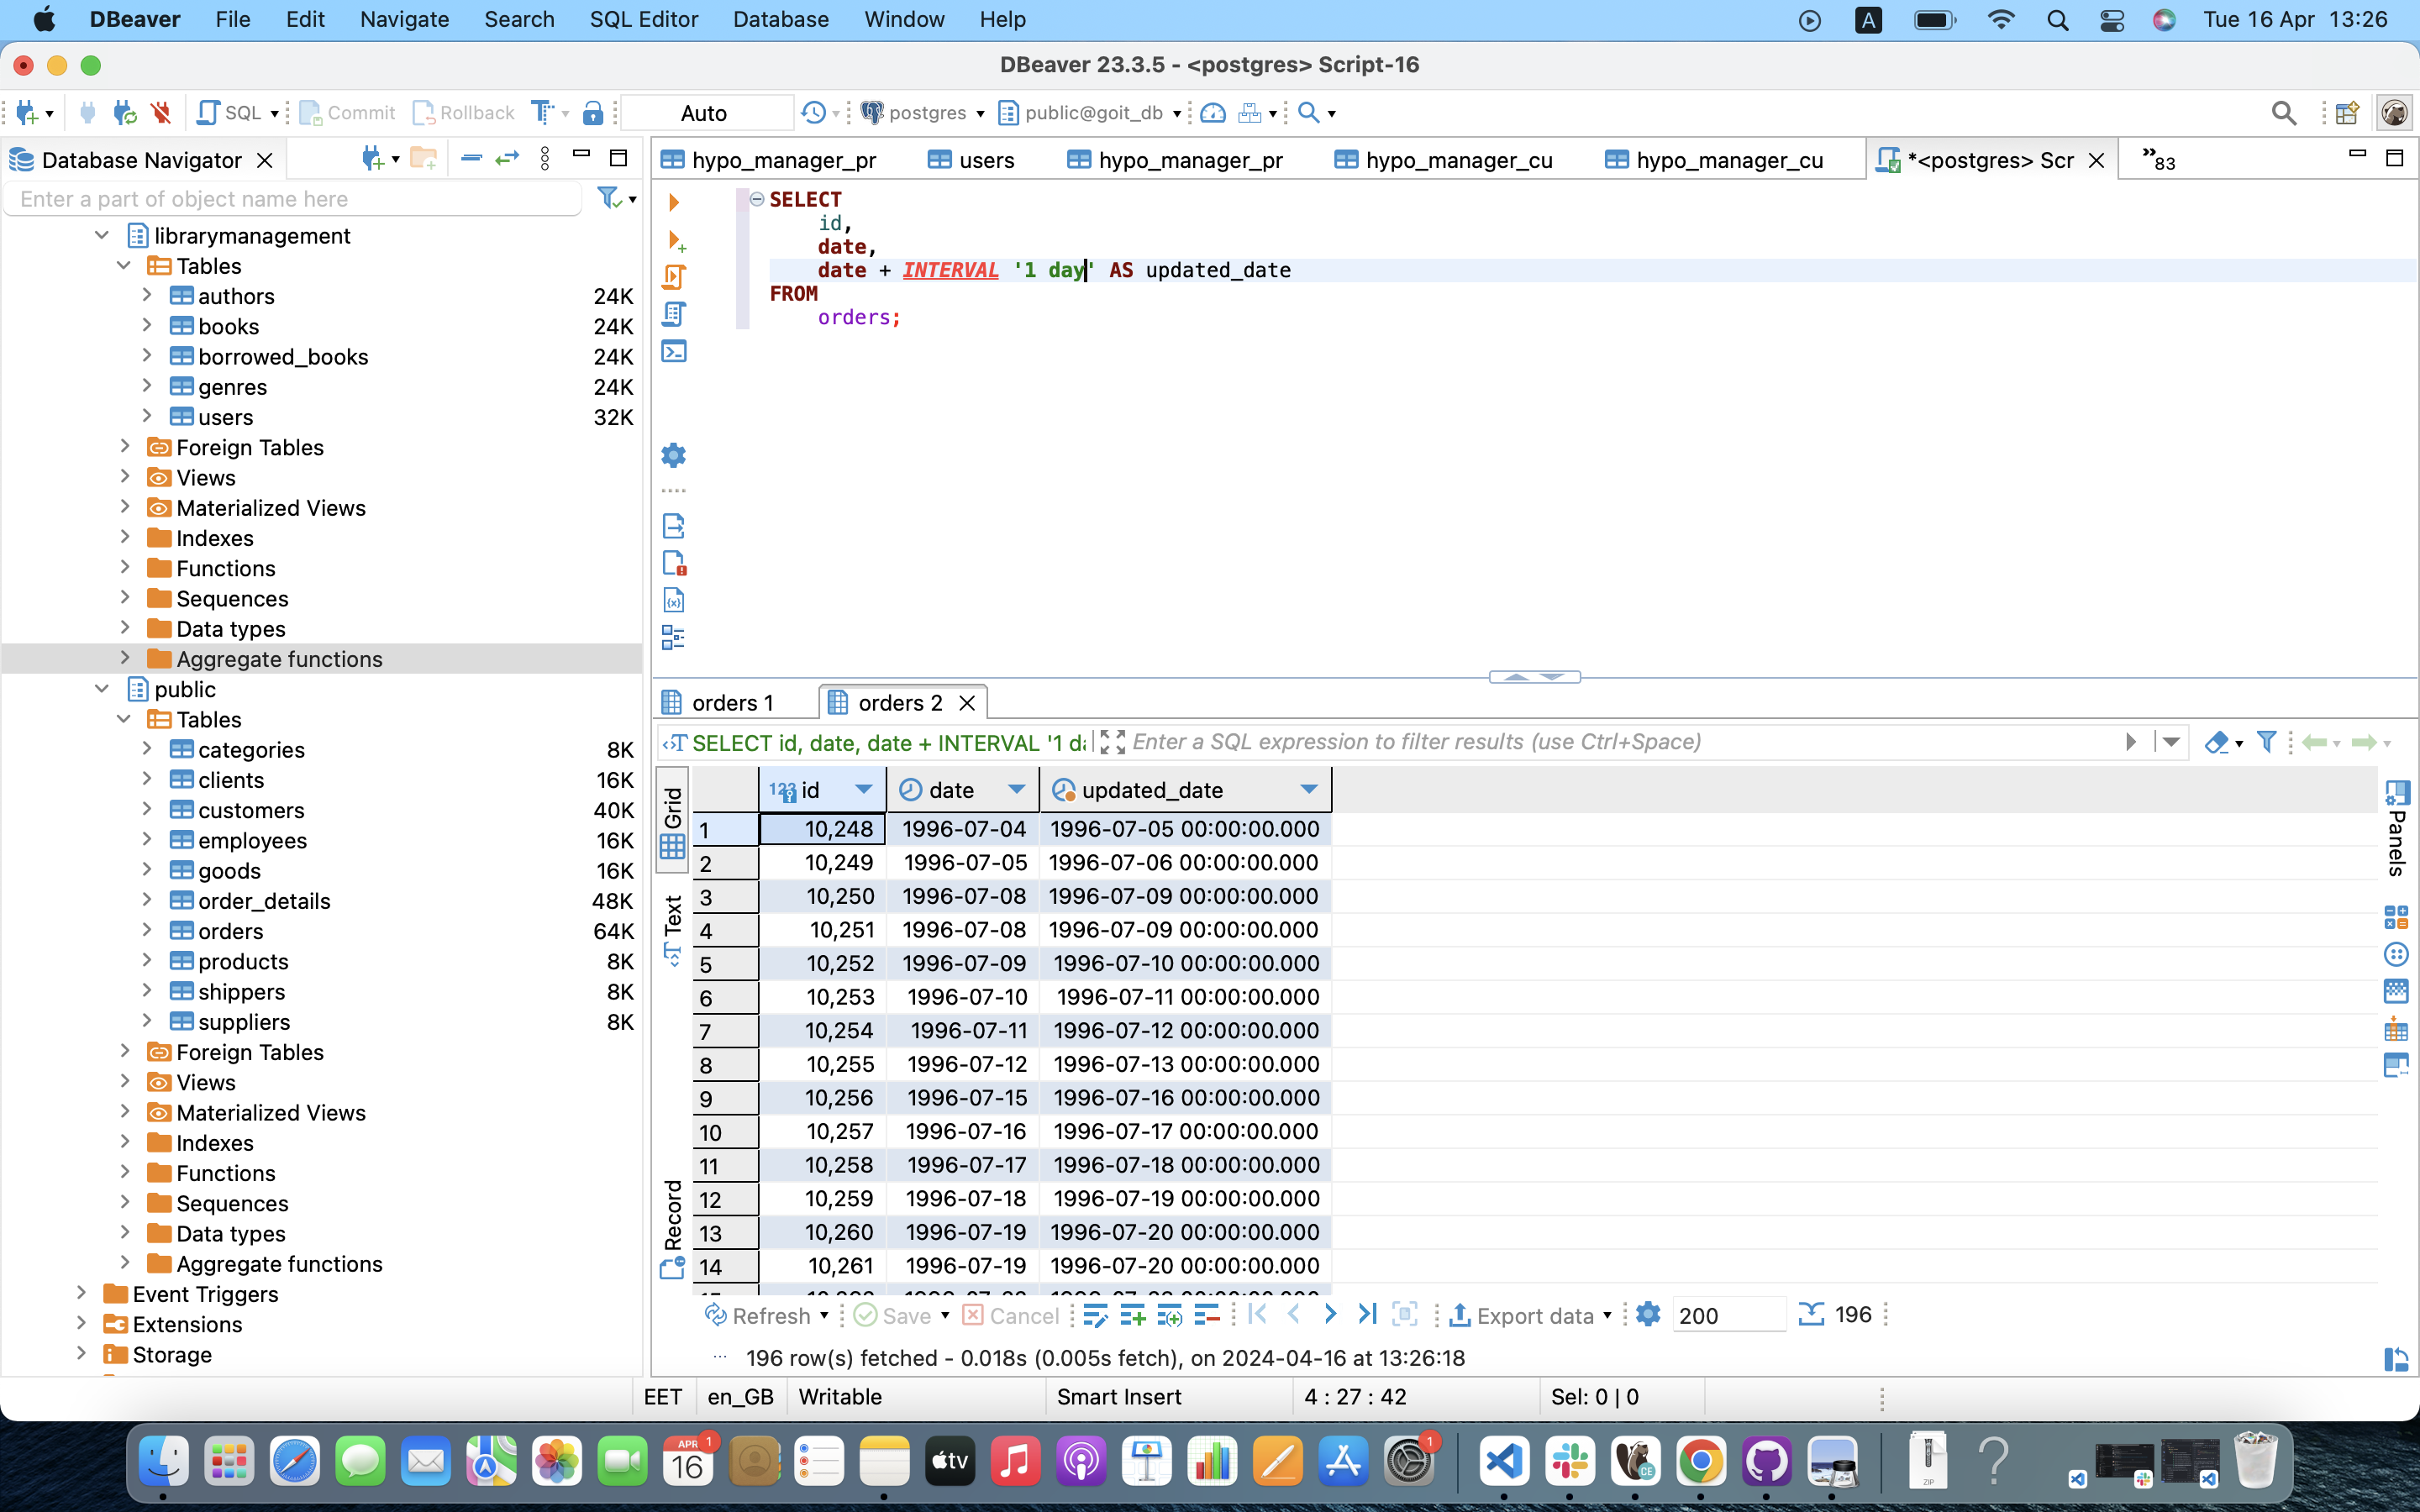 DBeaver File Edit Navigate Search SQL Editor Database Window Help A Tue 16 Apr 13:26
DBeaver 23.3.5 - <postgres> Script-16
SQL Commit Rollback Auto postgres public@goit_db
Database Navigator
Enter a part of object name here
librarymanagement
Tables
authors 24K
books 24K
borrowed_books 24K
genres 24K
users 32K
Foreign Tables
Views
Materialized Views
Indexes
Functions
Sequences
Data types
Aggregate functions
public
Tables
categories 8K
clients 16K
customers 40K
employees 16K
goods 16K
order_details 48K
orders 64K
products 8K
shippers 8K
suppliers 8K
Foreign Tables
Views
Materialized Views
Indexes
Functions
Sequences
Data types
Aggregate functions
Event Triggers
Extensions
Storage
hypo_manager_pr users hypo_manager_pr hypo_manager_cu hypo_manager_cu *<postgres> Scr »83
SELECT
id,
date,
date + INTERVAL '1 day' AS updated_date
FROM
orders;
orders 1 orders 2
SELECT id, date, date + INTERVAL '1 da Enter a SQL expression to filter results (use Ctrl+Space)
Grid
Text
Record
Panels
123 id date updated_date
1 10,248 1996-07-04 1996-07-05 00:00:00.000
2 10,249 1996-07-05 1996-07-06 00:00:00.000
3 10,250 1996-07-08 1996-07-09 00:00:00.000
4 10,251 1996-07-08 1996-07-09 00:00:00.000
5 10,252 1996-07-09 1996-07-10 00:00:00.000
6 10,253 1996-07-10 1996-07-11 00:00:00.000
7 10,254 1996-07-11 1996-07-12 00:00:00.000
8 10,255 1996-07-12 1996-07-13 00:00:00.000
9 10,256 1996-07-15 1996-07-16 00:00:00.000
10 10,257 1996-07-16 1996-07-17 00:00:00.000
11 10,258 1996-07-17 1996-07-18 00:00:00.000
12 10,259 1996-07-18 1996-07-19 00:00:00.000
13 10,260 1996-07-19 1996-07-20 00:00:00.000
14 10,261 1996-07-19 1996-07-20 00:00:00.000
Refresh Save Cancel Export data 200 196
196 row(s) fetched - 0.018s (0.005s fetch), on 2024-04-16 at 13:26:18
EET en_GB Writable Smart Insert 4 : 27 : 42 Sel: 0 | 0
APR 16 1 tv 1 CE ZIP